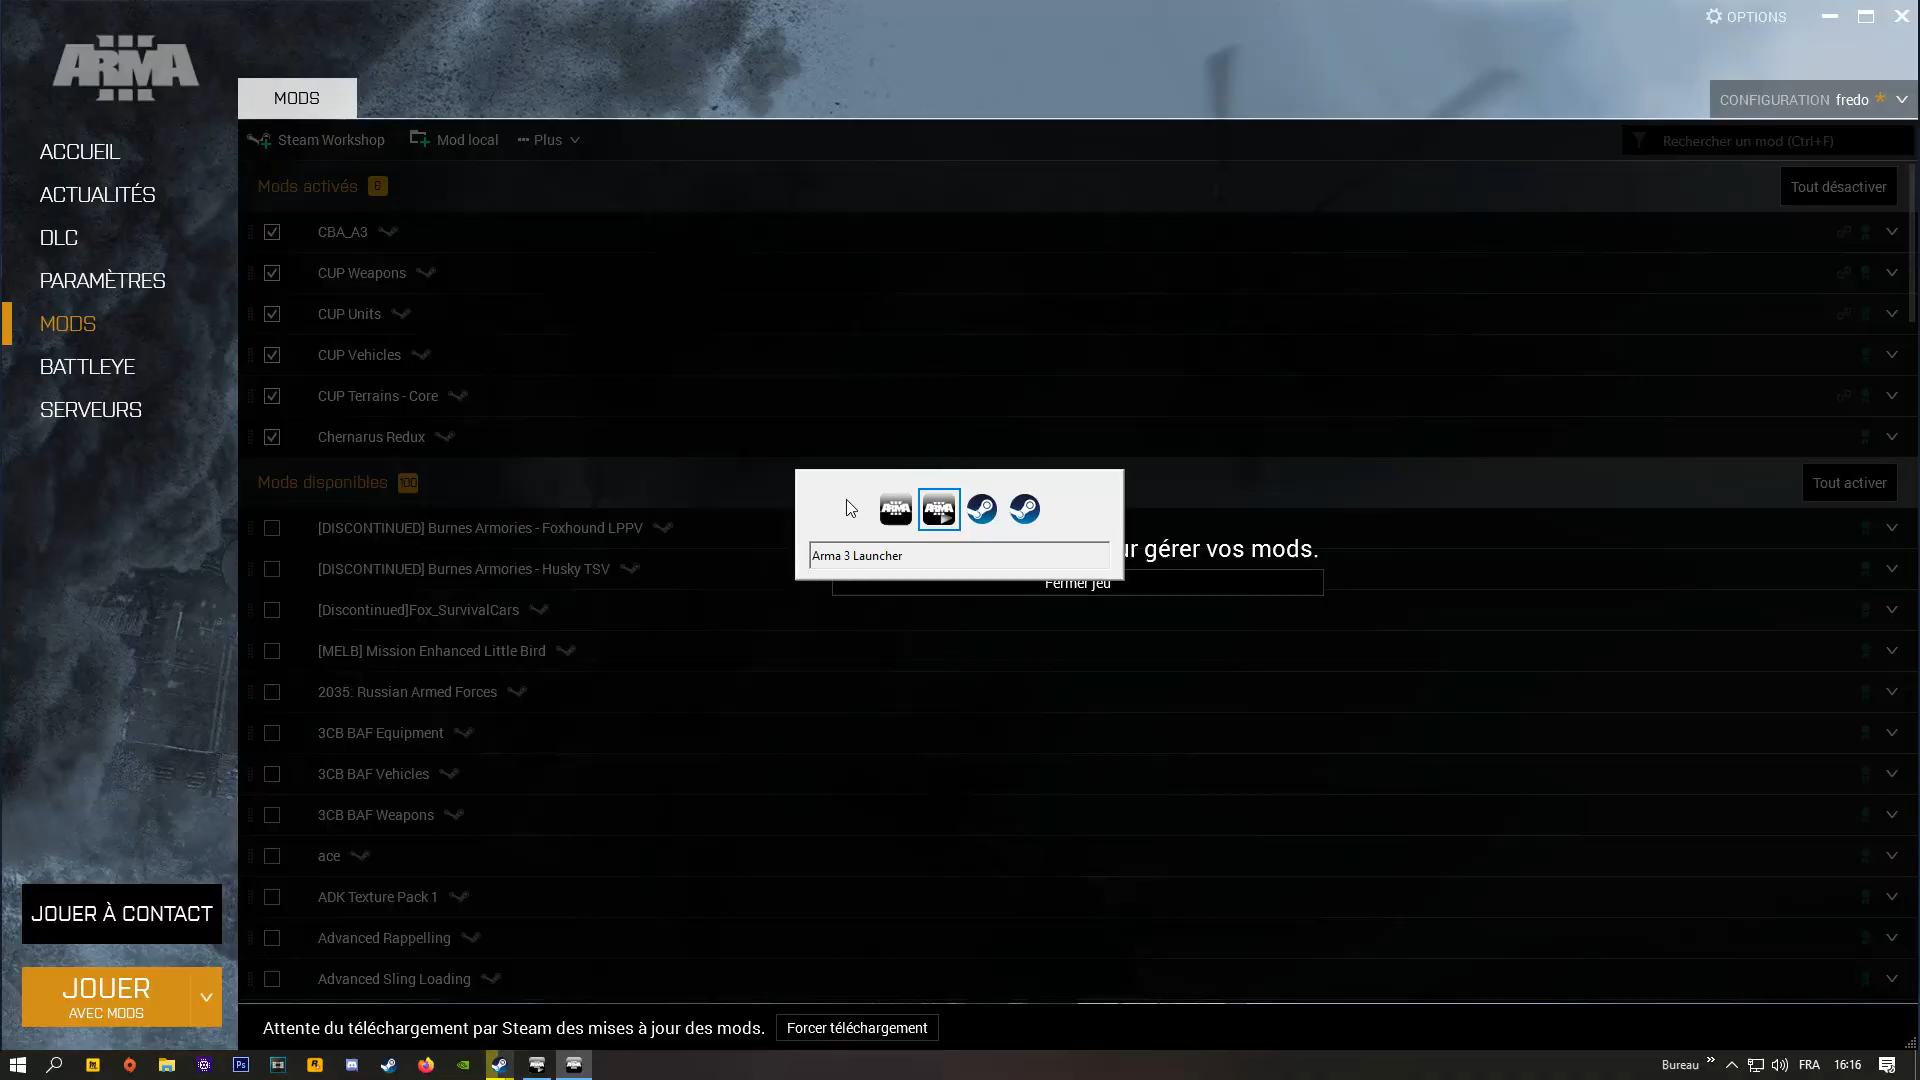 OPTIONS
ARMA
MODS
CONFIGURATION fredo *
Steam Workshop
Mod local
Plus
Rechercher un mod (Ctrl+F)
ACCUEIL
ACTUALITÉS
DLC
PARAMÈTRES
MODS
BATTLEYE
SERVEURS
Mods activés 6
Tout désactiver
CBA_A3
CUP Weapons
CUP Units
CUP Vehicles
CUP Terrains - Core
Chernarus Redux
Mods disponibles 100
Tout activer
[DISCONTINUED] Burnes Armories - Foxhound LPPV
[DISCONTINUED] Burnes Armories - Husky TSV
[Discontinued]Fox_SurvivalCars
[MELB] Mission Enhanced Little Bird
2035: Russian Armed Forces
3CB BAF Equipment
3CB BAF Vehicles
3CB BAF Weapons
ace
ADK Texture Pack 1
Advanced Rappelling
Advanced Sling Loading
ARMA
ARMA
Arma 3 Launcher
ur gérer vos mods.
Fermer jeu
JOUER À CONTACT
JOUER
AVEC MODS
Attente du téléchargement par Steam des mises à jour des mods.
Forcer téléchargement
Ps
Bureau
FRA
16:16